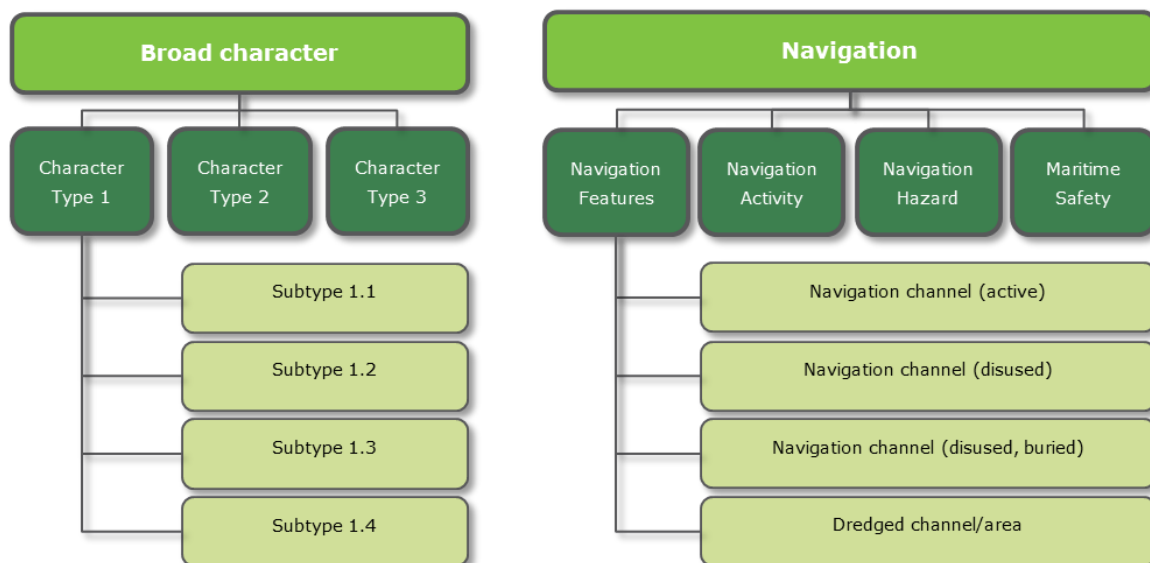 Broad character
Character
Type 1
Character
Type 2
Character
Type 3
Subtype 1.1
Subtype 1.2
Subtype 1.3
Subtype 1.4
Navigation
Navigation
Features
Navigation
Activity
Navigation
Hazard
Maritime
Safety
Navigation channel (active)
Navigation channel (disused)
Navigation channel (disused, buried)
Dredged channel/area